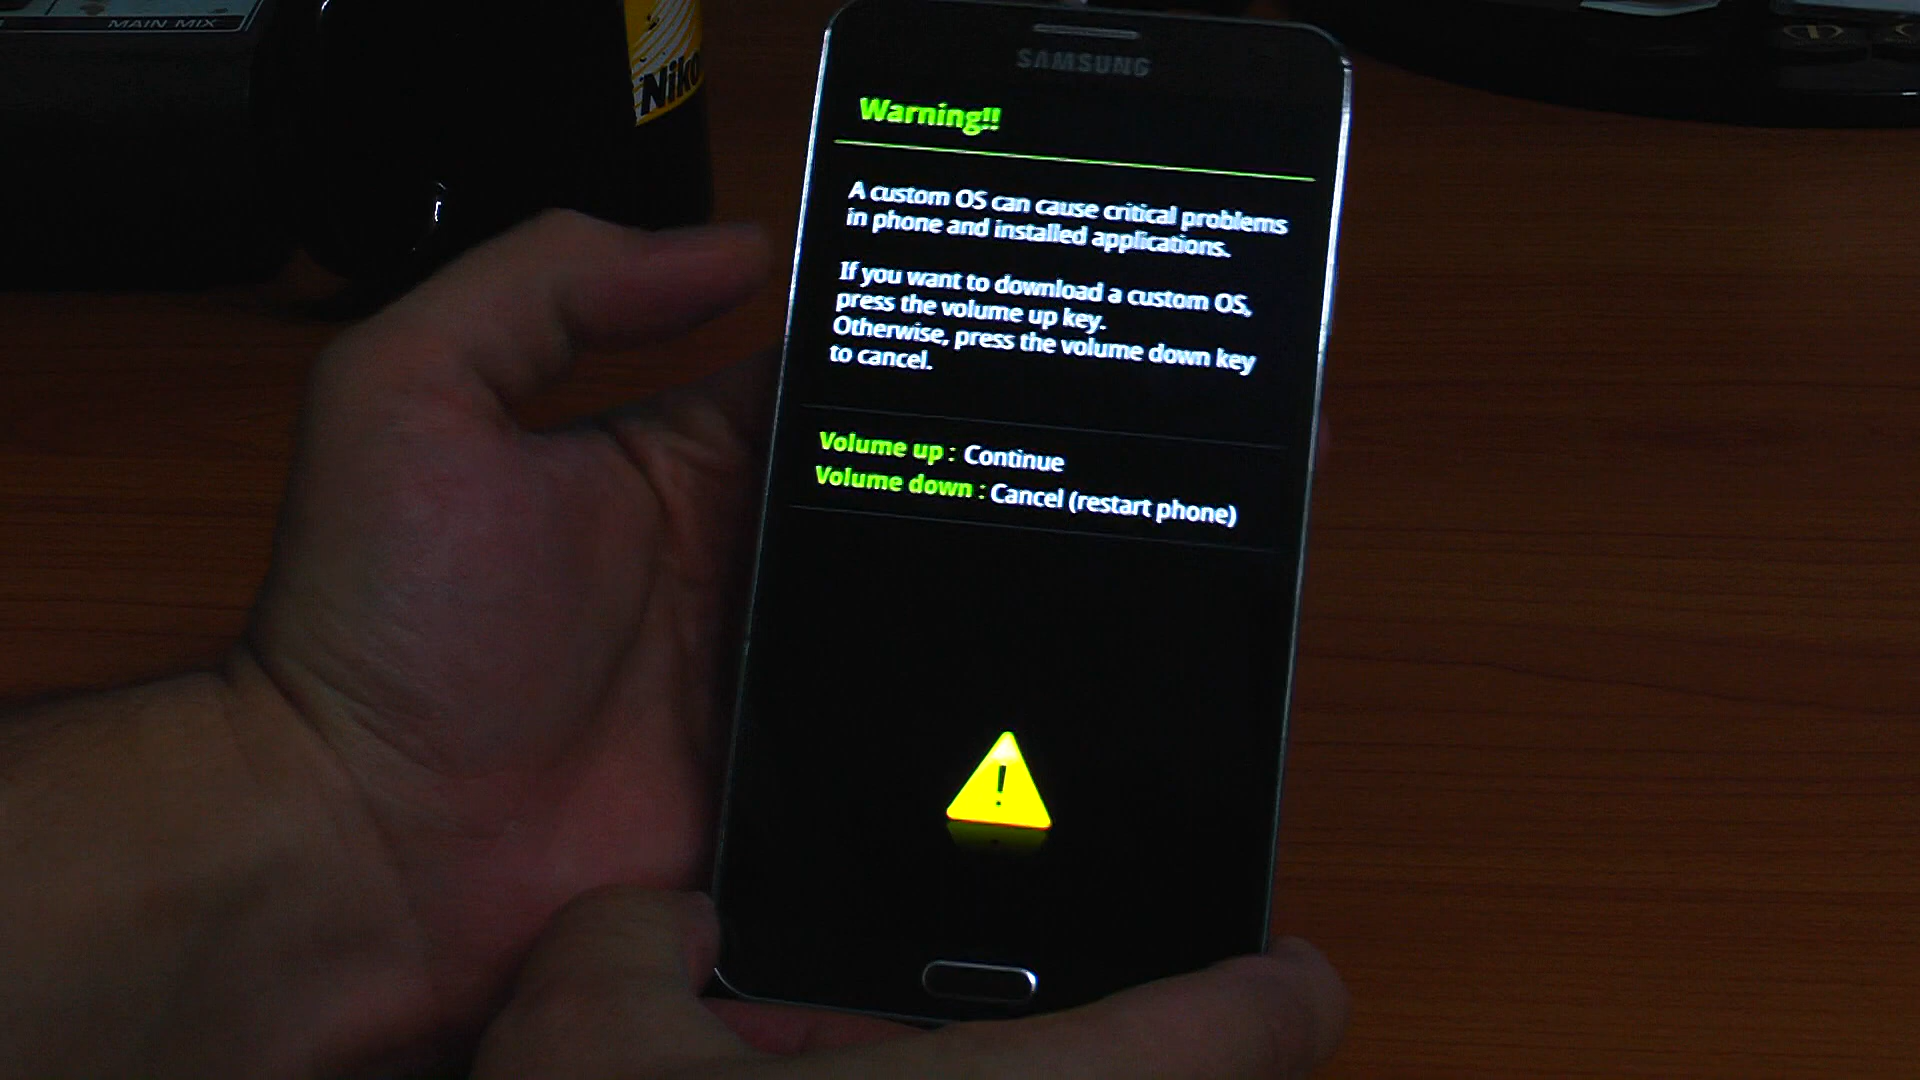 MAIN MIX
Niko
SAMSUNG
Warning!!
A custom OS can cause critical problems
in phone and installed applications.
If you want to download a custom OS,
press the volume up key.
Otherwise, press the volume down key
to cancel.
Volume up : Continue
Volume down : Cancel (restart phone)